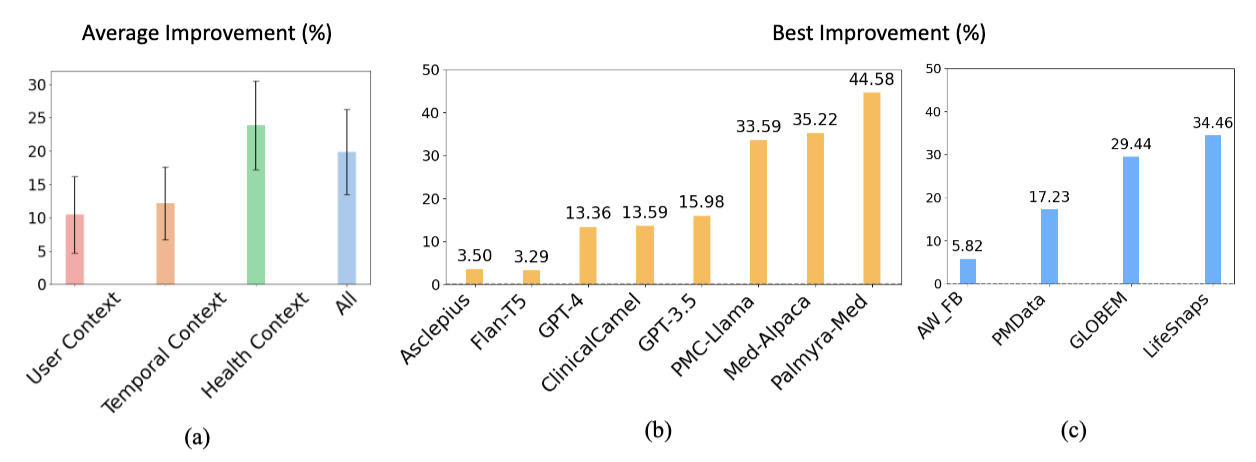 Average Improvement (%)
30
25
20
15
10
5
0
User Context
Temporal Context
Health Context
All
(a)
Best Improvement (%)
50
40
30
20
10
0
3.50
3.29
13.36
13.59
15.98
33.59
35.22
44.58
Asclepius
Flan-T5
GPT-4
ClinicalCamel
GPT-3.5
PMC-Llama
Med-Alpaca
Palmyra-Med
(b)
50
40
30
20
10
0
5.82
17.23
29.44
34.46
AW_FB
PMData
GLOBEM
LifeSnaps
(c)